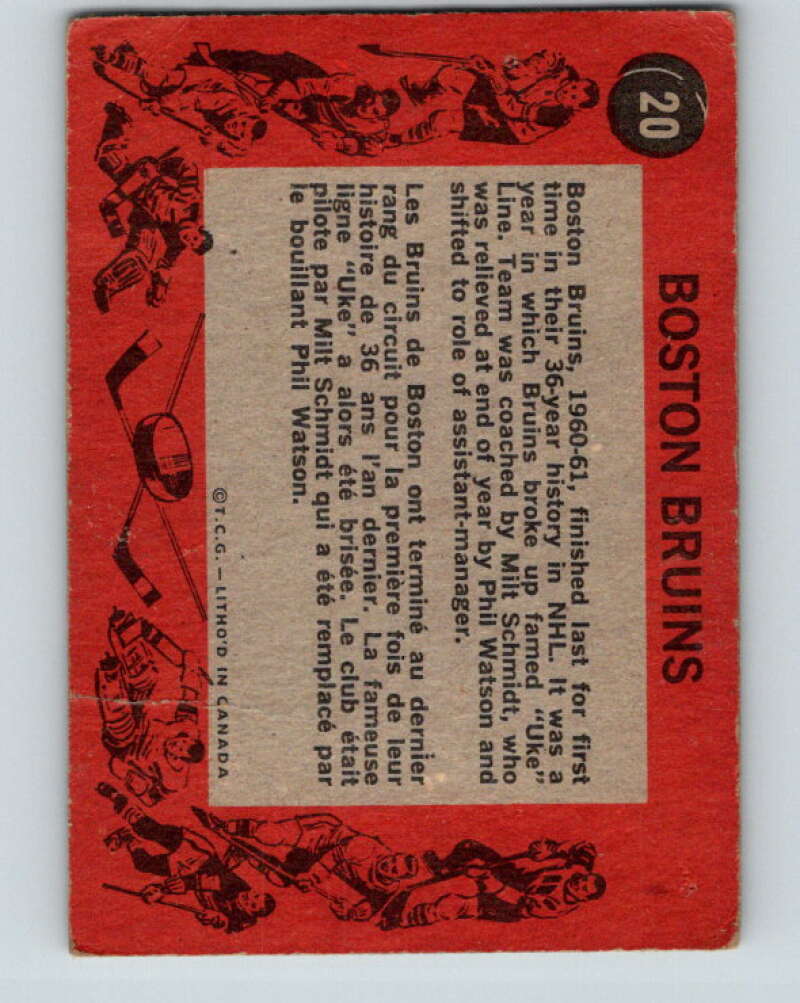 20
BOSTON BRUINS
Boston Bruins, 1960-61, finished last for first
time in their 36-year history in NHL. It was a
year in which Bruins broke up famed “Uke”
Line. Team was coached by Milt Schmidt, who
was relieved at end of year by Phil Watson and
shifted to role of assistant-manager.
Les Bruins de Boston ont terminé au dernier
rang du circuit pour la première fois de leur
histoire de 36 ans l'an dernier. La fameuse
ligne “Uke” a alors été brisée. Le club était
pilote par Milt Schmidt qui a été remplacé par
le bouillant Phil Watson.
©T.C.G. — LITHO'D IN CANADA